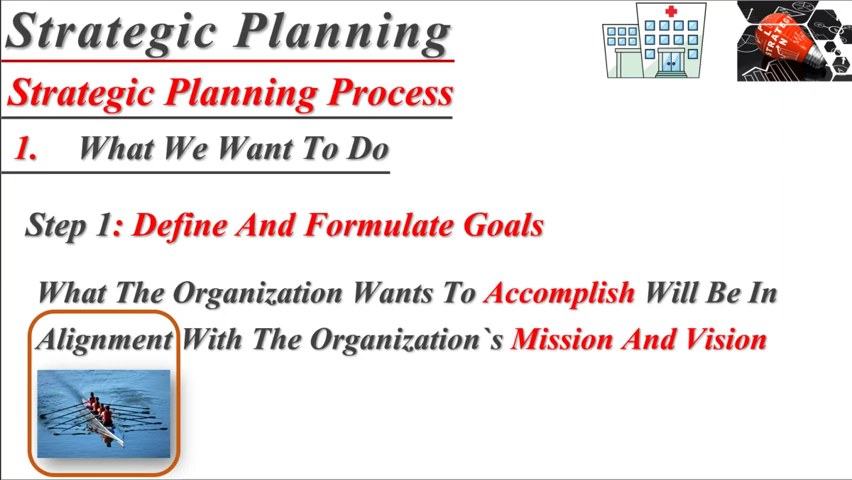 Strategic Planning
Strategic Planning Process
1. What We Want To Do
Step 1: Define And Formulate Goals
What The Organization Wants To Accomplish Will Be In
Alignment With The Organization`s Mission And Vision